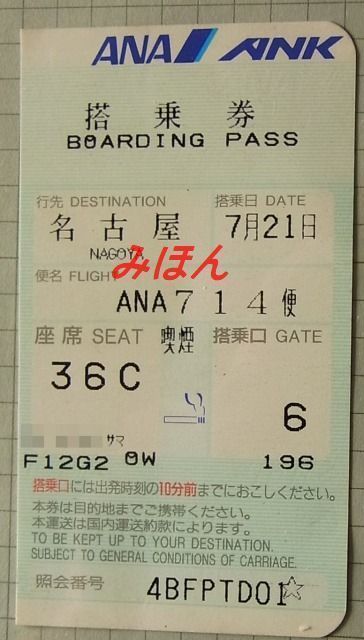 ANA ANK
搭乗券
BOARDING PASS
行先 DESTINATION 搭乗日 DATE
名古屋 7月21日
NAGOYA
みほん
便名 FLIGHT
ANA714便
座席 SEAT 喫煙 搭乗口 GATE
36C 6
サマ
F12G2 OW 196
搭乗口には出発時刻の10分前までにおこしください。
本券は目的地までご携帯ください。
本運送は国内運送約款によります。
TO BE KEPT UP TO YOUR DESTINATION.
SUBJECT TO GENERAL CONDITIONS OF CARRIAGE.
照会番号 4BFPTD01☆